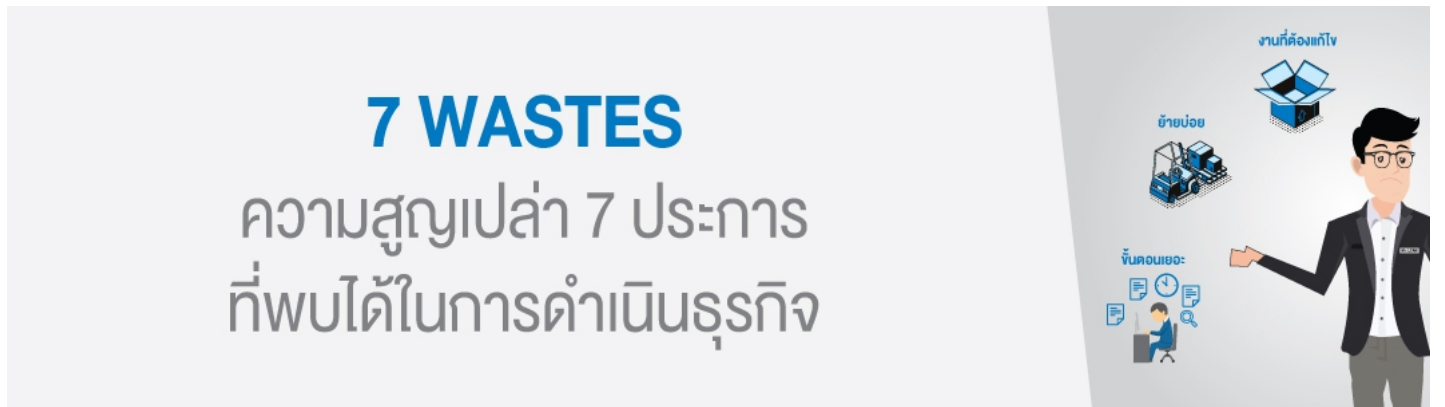 7 WASTES
ความสูญเปล่า 7 ประการ
ที่พบได้ในการดำเนินธุรกิจ
งานที่ต้องแก้ไข
ย้ายบ่อย
ขั้นตอนเยอะ